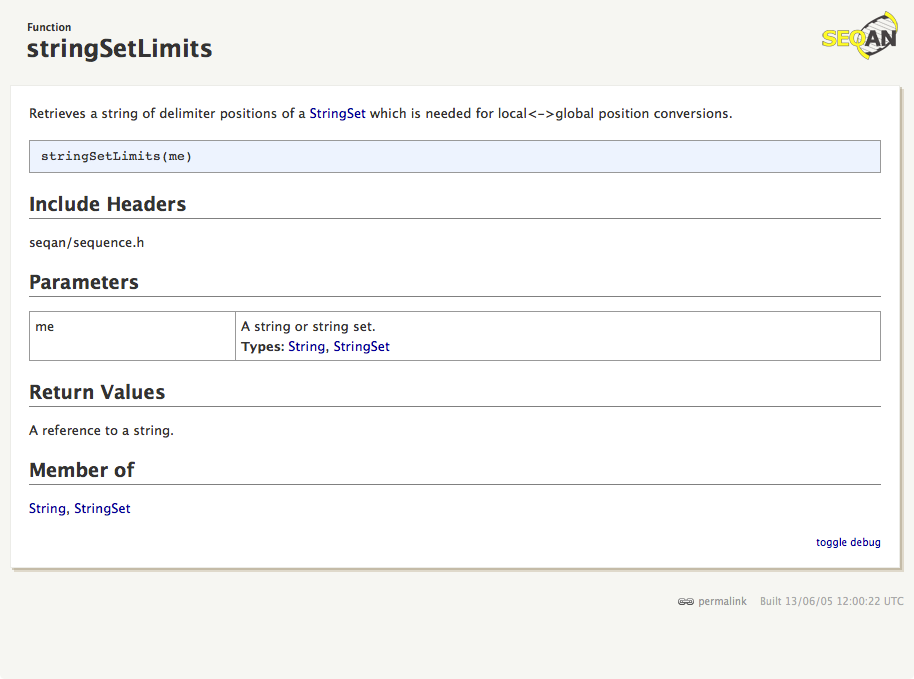 Function
stringSetLimits
SEQAN
Retrieves a string of delimiter positions of a StringSet which is needed for local<->global position conversions.
stringSetLimits(me)
Include Headers
seqan/sequence.h
Parameters
me
A string or string set.
Types: String, StringSet
Return Values
A reference to a string.
Member of
String, StringSet
toggle debug
permalink Built 13/06/05 12:00:22 UTC